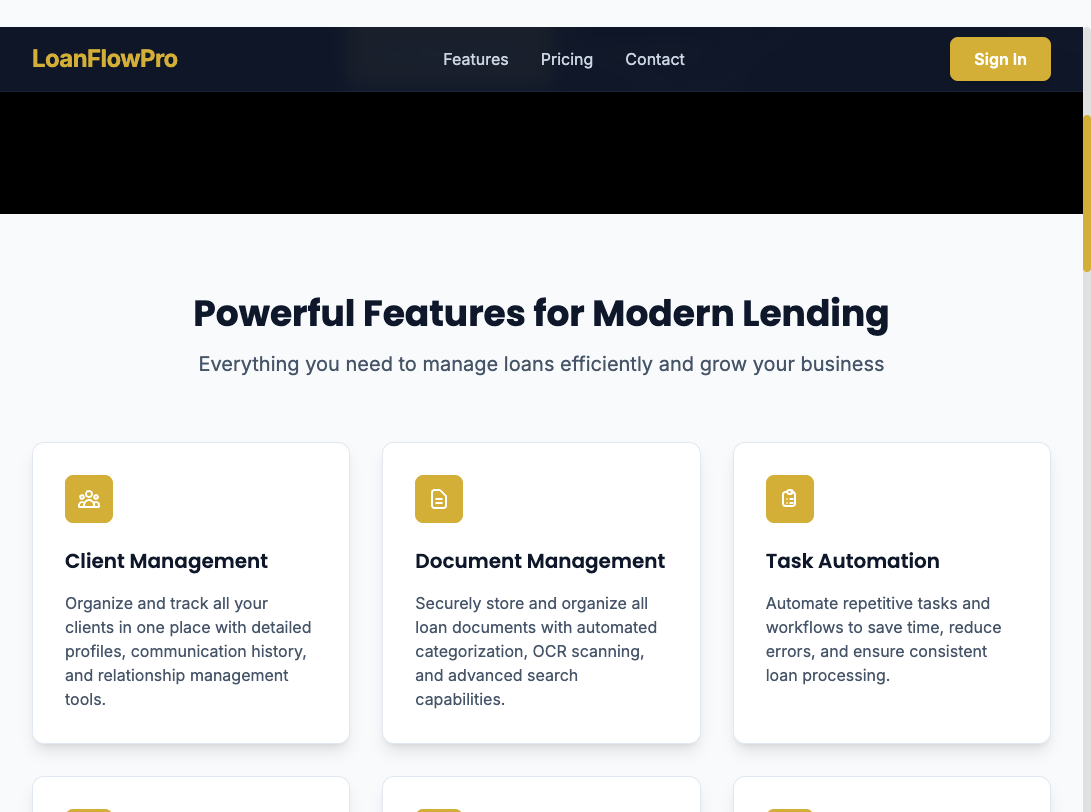 LoanFlowPro
Features
Pricing
Contact
Sign In
Powerful Features for Modern Lending
Everything you need to manage loans efficiently and grow your business
Client Management
Organize and track all your
clients in one place with detailed
profiles, communication history,
and relationship management
tools.
Document Management
Securely store and organize all
loan documents with automated
categorization, OCR scanning,
and advanced search
capabilities.
Task Automation
Automate repetitive tasks and
workflows to save time, reduce
errors, and ensure consistent
loan processing.